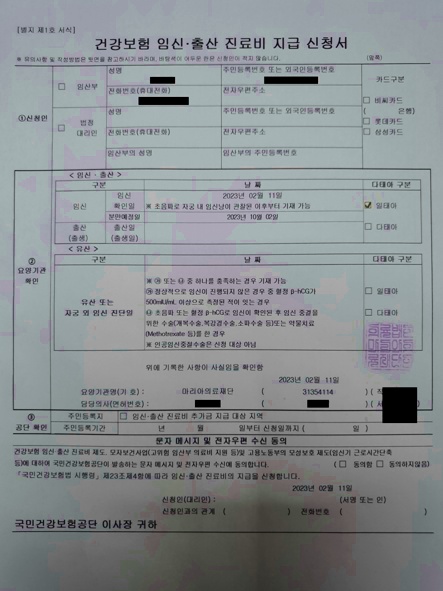 [별지 제1호 서식]
건강보험 임신·출산 진료비 지급 신청서
※ 유의사항 및 작성방법은 뒷면을 참고하시기 바라며, 바탕색이 어두운 란은 신청인이 적지 않습니다. (앞쪽)
①신청인
□ 임산부
성명
주민등록번호 또는 외국인등록번호
카드구분
전화번호(휴대전화)
전자우편주소
□ 비씨카드
( 은행)
□ 롯데카드
□ 삼성카드
□ 법정 대리인
성명
주민등록번호 또는 외국인등록번호
전화번호(휴대전화)
전자우편주소
임산부의 성명
임산부의 주민등록번호
② 요양기관 확인
< 임신·출산 >
구분 날 짜 다태아 구분
임신
임신 확인일
2023년 02월 11일
※ 초음파로 자궁 내 임신낭이 관찰된 이후부터 기재 가능
분만예정일
2023년 10월 02일
☑ 일태아
출산 (출생)
출산일 (출생일)
□ 다태아
< 유산 >
구분 날 짜 다태아 구분
유산 또는
자궁 외 임신 진단일
※ ㉮ 또는 ㉯ 중 하나를 충족하는 경우 기재 가능
㉮ 정상적으로 임신이 진행되지 않은 경우 중 혈청 β-hCG가
500mIU/mL 이상으로 측정된 적이 있는 경우
㉯ 초음파 또는 혈청 β-hCG로 임신이 확인된 후 임신 중결을
위한 수술(개복수술,복강경수술,소파수술 등)또는 약물치료
(Methotrexate 등)를 한 경우
※ 인공임신중절수술은 산정 대상 아님
□ 일태아
□ 다태아
위에 기록한 사항이 사실임을 확인함
2023년 02월 11일
요양기관명(기 호) : 마리아의료재단 ( 31354114 )
담당의사(면허번호) : ( ) (서
③ 공단 확인
주민등록지 □ 임신·출산 진료비 추가금 지급 대상 지역
주민등록기간 년 월 일부터 신청일까지 ( 일 )
문자 메시지 및 전자우편 수신 동의
건강보험 임신·출산 진료비 제도, 모자보건사업(고위험 임산부 의료비 지원 등) 및 고용노동부의 모성보호 제도(임신기 근로시간단축
등)에 대하여 국민건강보험공단이 발송하는 문자 메시지 및 전자우편 수신에 동의합니다. (□ 동의함 □ 동의하지않음)
「국민건강보험법 시행령」제23조제4항에 따라 임신·출산 진료비의 지급을 신청합니다.
2023년 02월 11일
신청인(대리인) : (서명 또는 인)
신청인과의 관계 ( ) 전화번호 ( )
국민건강보험공단 이사장 귀하